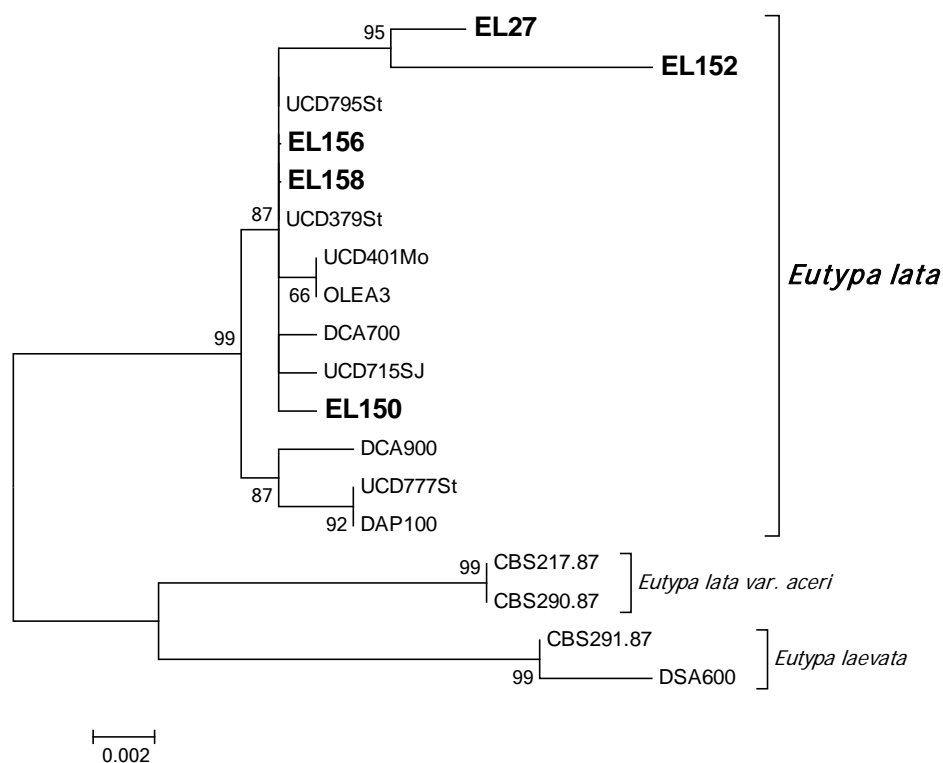 EL27
95
EL152
UCD795St
EL156
EL158
87
UCD379St
UCD401Mo
66
OLEA3
Eutypa lata
DCA700
99
UCD715SJ
EL150
DCA900
87
UCD777St
92
DAP100
99
CBS217.87
Eutypa lata var. aceri
CBS290.87
CBS291.87
Eutypa laevata
99
DSA600
0.002